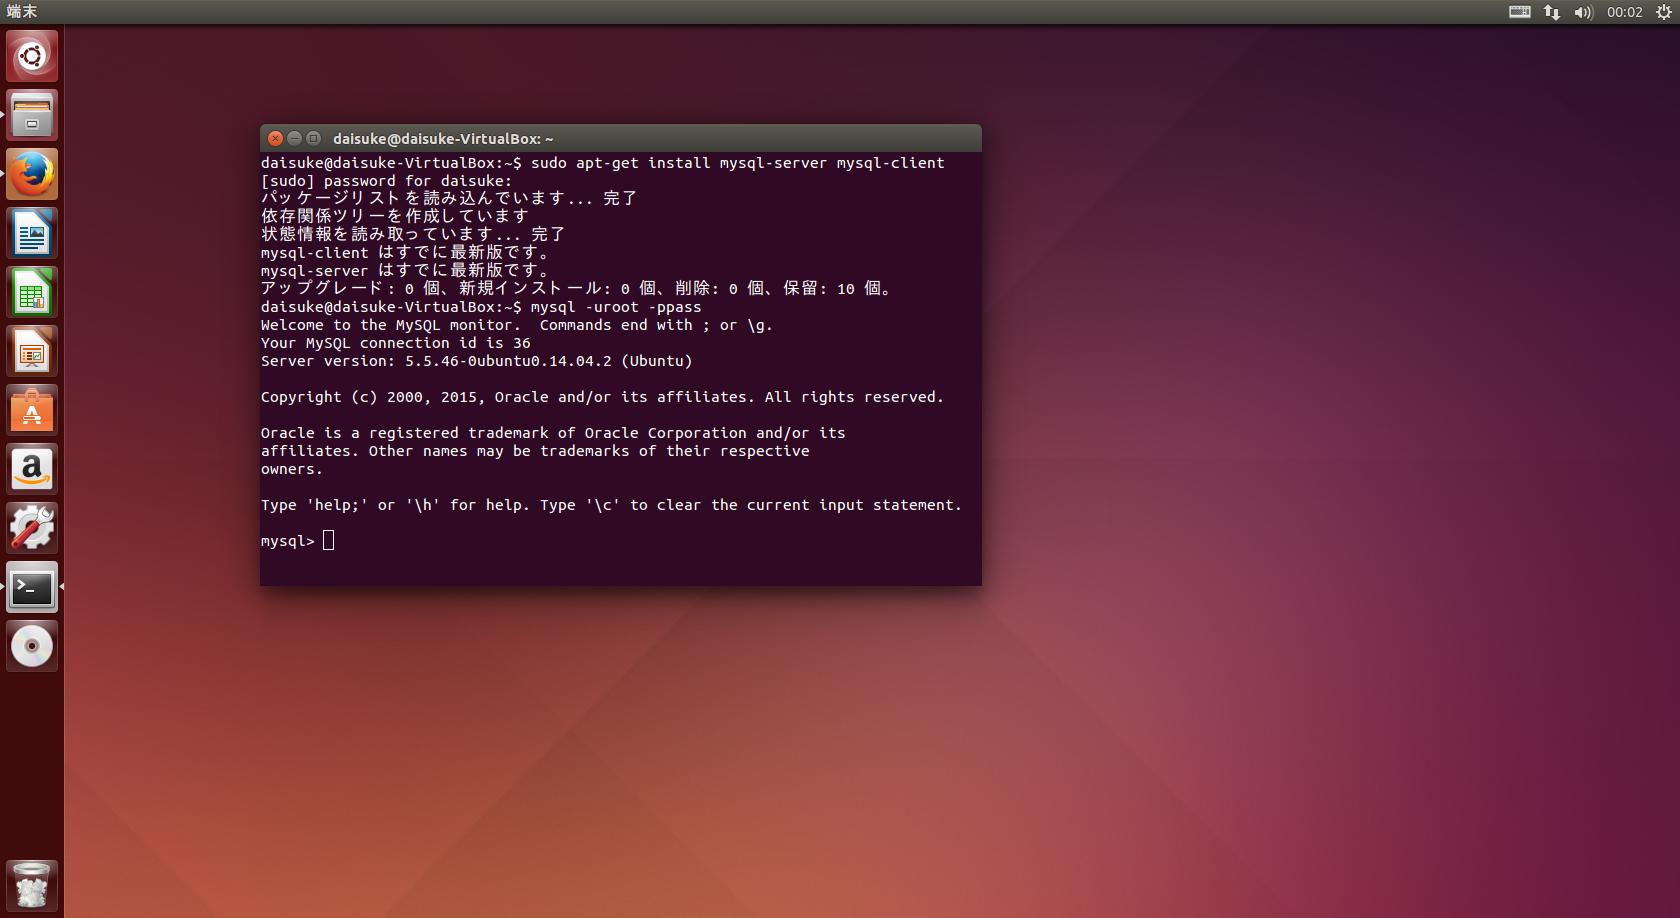 端末
00:02
daisuke@daisuke-VirtualBox: ~
daisuke@daisuke-VirtualBox:~$ sudo apt-get install mysql-server mysql-client
[sudo] password for daisuke:
パッケージリストを読み込んでいます... 完了
依存関係ツリーを作成しています
状態情報を読み取っています... 完了
mysql-client はすでに最新版です。
mysql-server はすでに最新版です。
アップグレード: 0 個、新規インストール: 0 個、削除: 0 個、保留: 10 個。
daisuke@daisuke-VirtualBox:~$ mysql -uroot -ppass
Welcome to the MySQL monitor.  Commands end with ; or \g.
Your MySQL connection id is 36
Server version: 5.5.46-0ubuntu0.14.04.2 (Ubuntu)
Copyright (c) 2000, 2015, Oracle and/or its affiliates. All rights reserved.
Oracle is a registered trademark of Oracle Corporation and/or its
affiliates. Other names may be trademarks of their respective
owners.
Type 'help;' or '\h' for help. Type '\c' to clear the current input statement.
mysql>